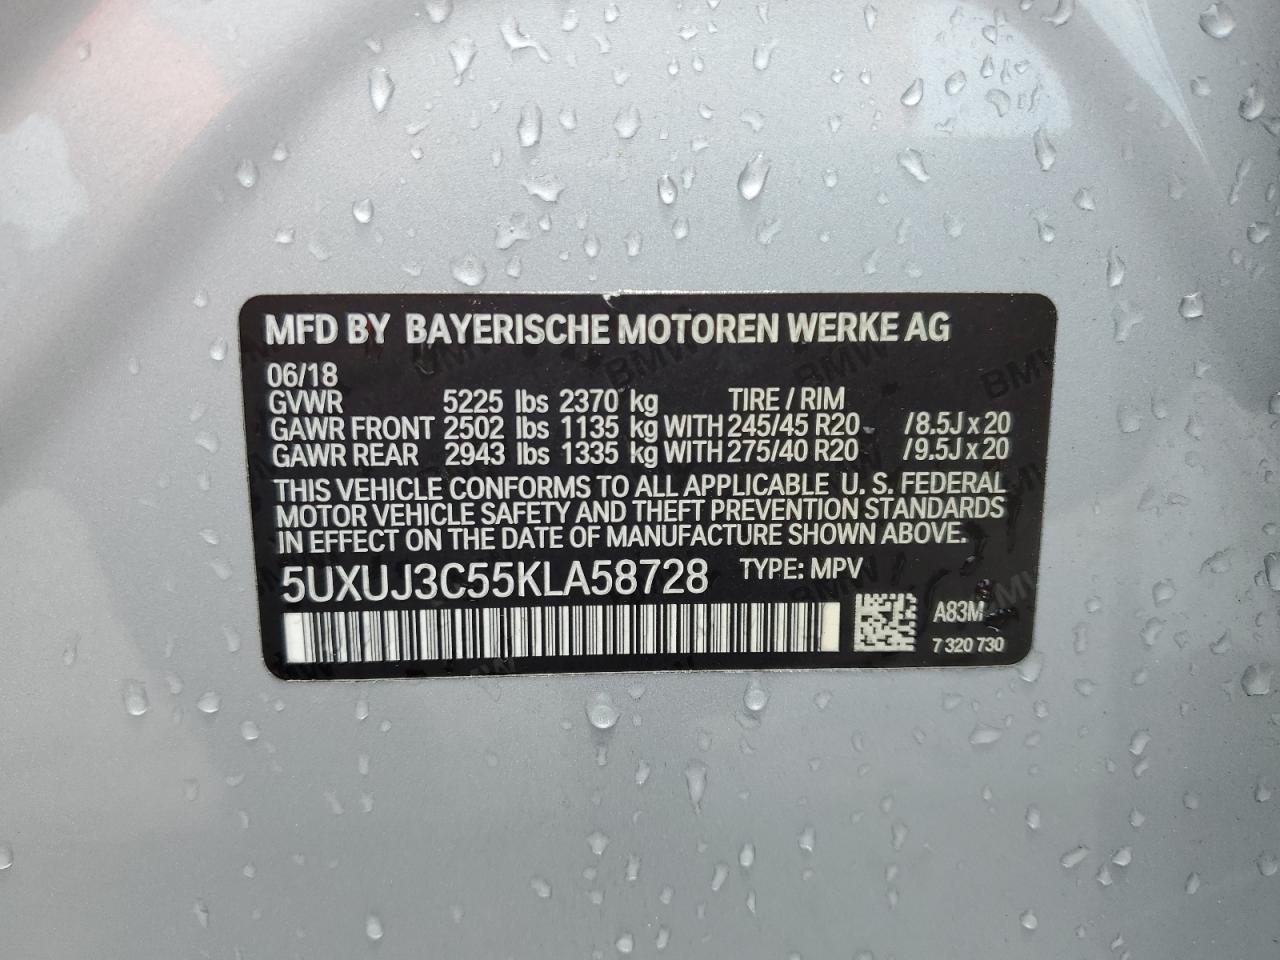 MFD BY BAYERISCHE MOTOREN WERKE AG
06/18
GVWR 5225 lbs 2370 kg TIRE / RIM
GAWR FRONT 2502 lbs 1135 kg WITH 245/45 R20 /8.5J x 20
GAWR REAR 2943 lbs 1335 kg WITH 275/40 R20 /9.5J x 20
THIS VEHICLE CONFORMS TO ALL APPLICABLE U. S. FEDERAL
MOTOR VEHICLE SAFETY AND THEFT PREVENTION STANDARDS
IN EFFECT ON THE DATE OF MANUFACTURE SHOWN ABOVE.
5UXUJ3C55KLA58728 TYPE: MPV
A83M
7 320 730